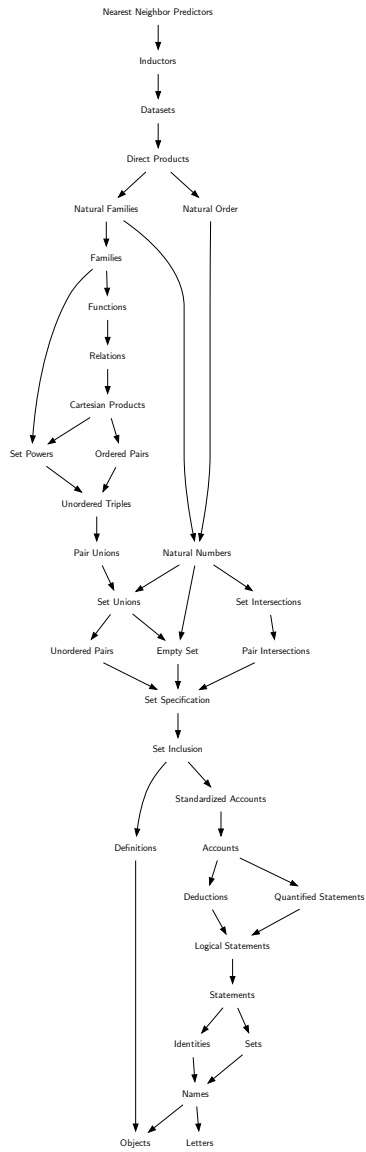 Nearest Neighbor Predictors
Inductors
Datasets
Direct Products
Natural Families
Natural Order
Families
Functions
Relations
Cartesian Products
Set Powers
Ordered Pairs
Unordered Triples
Pair Unions
Natural Numbers
Set Unions
Set Intersections
Unordered Pairs
Empty Set
Pair Intersections
Set Specification
Set Inclusion
Standardized Accounts
Definitions
Accounts
Deductions
Quantified Statements
Logical Statements
Statements
Identities
Sets
Names
Objects
Letters